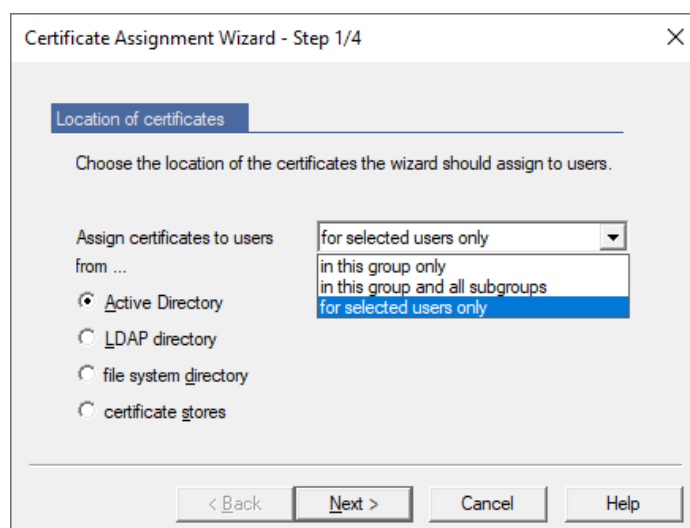 Certificate Assignment Wizard - Step 1/4
Location of certificates
Choose the location of the certificates the wizard should assign to users.
Assign certificates to users for selected users only
from ...
in this group only
in this group and all subgroups
for selected users only
Active Directory
LDAP directory
file system directory
certificate stores
< Back Next > Cancel Help